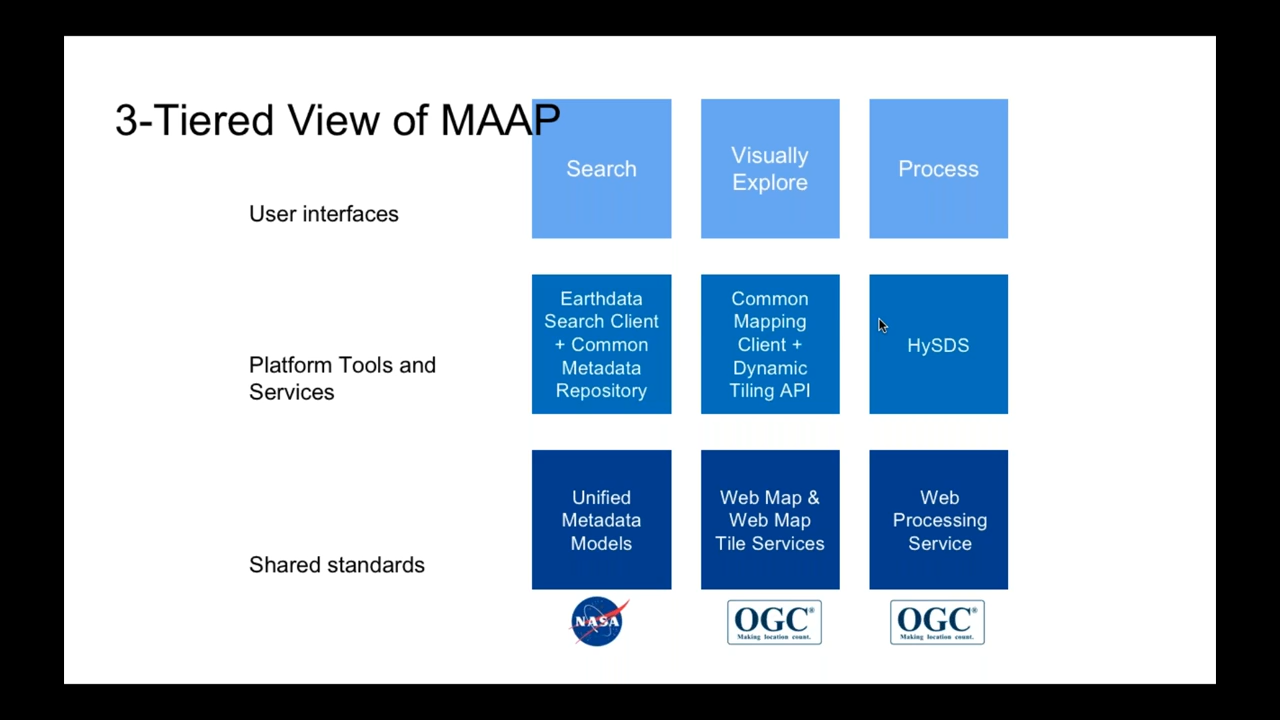 3-Tiered View of MAAP
Search
Visually
Explore
Process
User interfaces
Earthdata
Search Client
+ Common
Metadata
Repository
Common
Mapping
Client +
Dynamic
Tiling API
HySDS
Platform Tools and
Services
Unified
Metadata
Models
Web Map &
Web Map
Tile Services
Web
Processing
Service
Shared standards
NASA
OGC®
Making location count.
OGC®
Making location count.